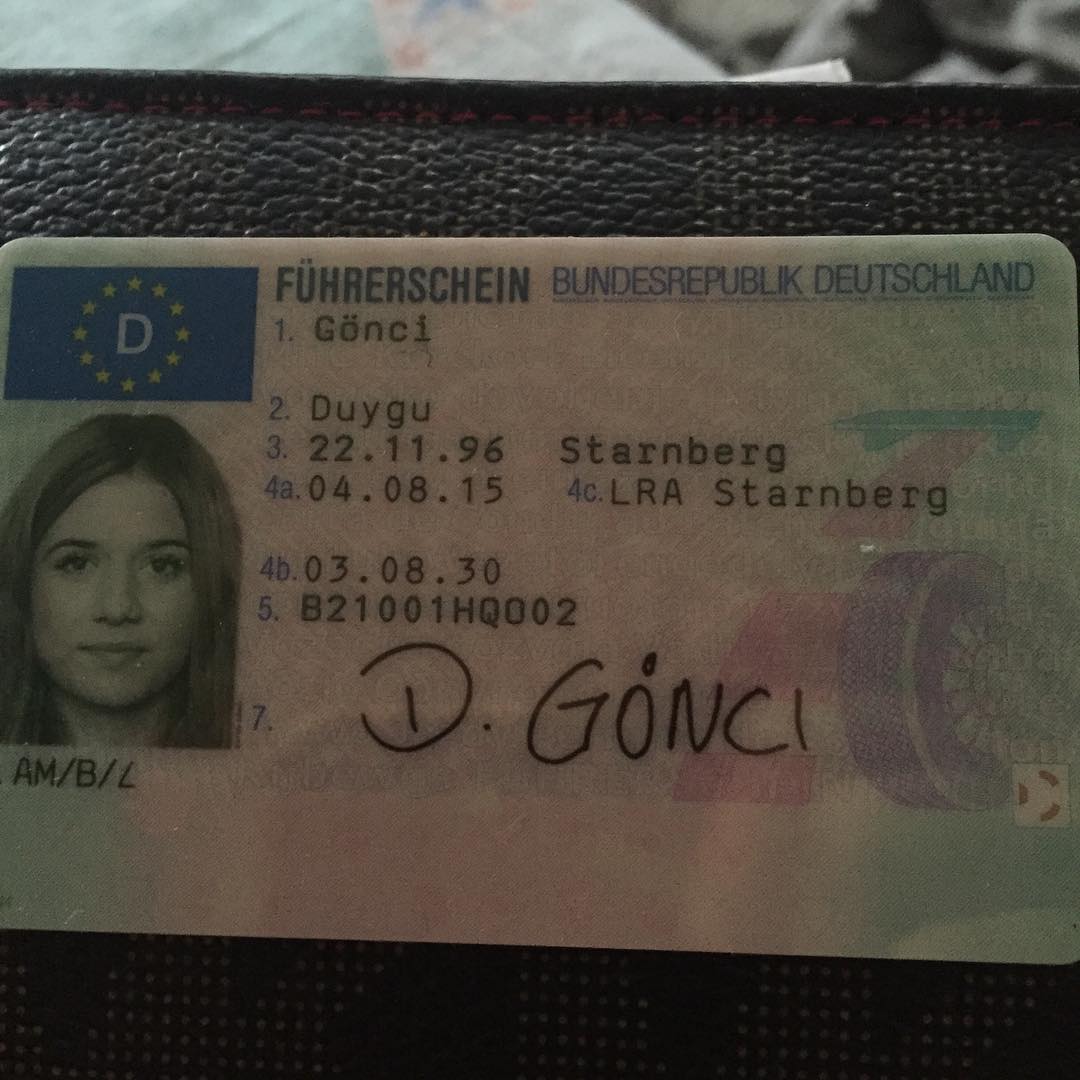 D
FÜHRERSCHEIN BUNDESREPUBLIK DEUTSCHLAND
1. Gönci
2. Duygu
3. 22.11.96 Starnberg
4a. 04.08.15 4c. LRA Starnberg
4b. 03.08.30
5. B21001HQ002
7. D. GÖNCI
AM/B/L